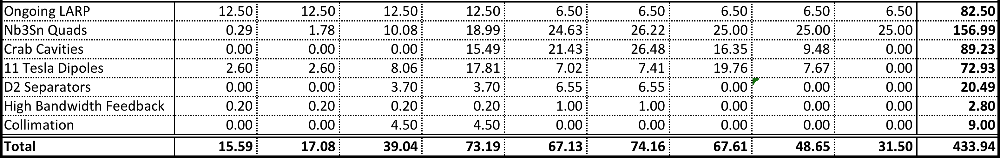 Ongoing LARP 12.50 12.50 12.50 12.50 6.50 6.50 6.50 6.50 6.50 82.50
Nb3Sn Quads 0.29 1.78 10.08 18.99 24.63 26.22 25.00 25.00 25.00 156.99
Crab Cavities 0.00 0.00 0.00 15.49 21.43 26.48 16.35 9.48 0.00 89.23
11 Tesla Dipoles 2.60 2.60 8.06 17.81 7.02 7.41 19.76 7.67 0.00 72.93
D2 Separators 0.00 0.00 3.70 3.70 6.55 6.55 0.00 0.00 0.00 20.49
High Bandwidth Feedback 0.20 0.20 0.20 0.20 1.00 1.00 0.00 0.00 0.00 2.80
Collimation 0.00 0.00 4.50 4.50 0.00 0.00 0.00 0.00 0.00 9.00
Total 15.59 17.08 39.04 73.19 67.13 74.16 67.61 48.65 31.50 433.94